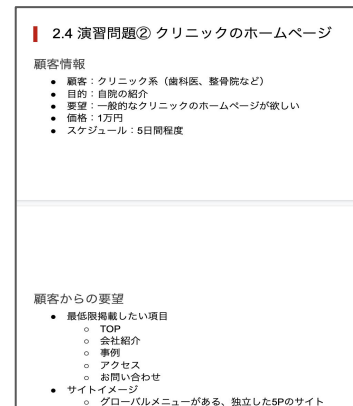 2.4 演習問題② クリニックのホームページ
顧客情報
● 顧客：クリニック系（歯科医、整骨院など）
● 目的：自院の紹介
● 要望：一般的なクリニックのホームページが欲しい
● 価格：1万円
● スケジュール：5日間程度
顧客からの要望
● 最低限掲載したい項目
○ TOP
○ 会社紹介
○ 事例
○ アクセス
○ お問い合わせ
● サイトイメージ
○ グローバルメニューがある、独立した5Pのサイト